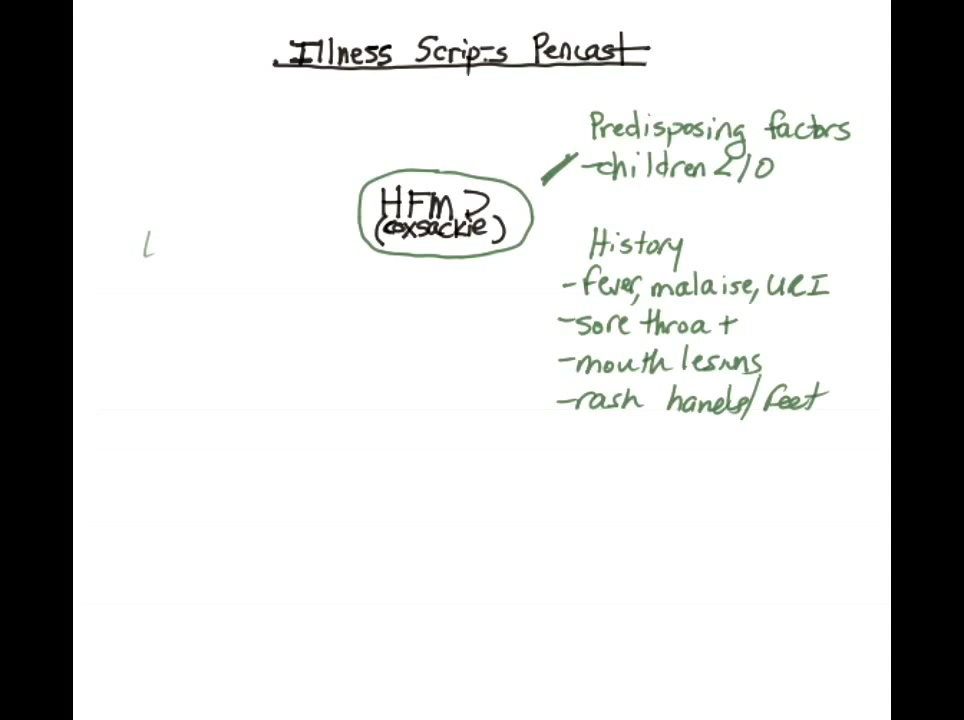 Illness Scripts Pencast
Predisposing factors
-children <10
HFMD
(coxsackie)
History
-fever, malaise, URI
-sore throat
-mouth lesions
-rash hands/feet